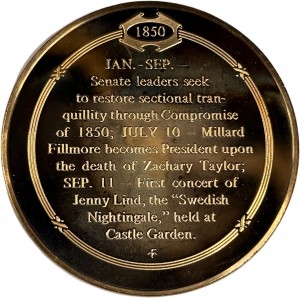 1850
JAN.-SEP. —
Senate leaders seek
to restore sectional tran-
quillity through Compromise
of 1850; JULY 10 — Millard
Fillmore becomes President upon
the death of Zachary Taylor;
SEP. 11 — First concert of
Jenny Lind, the “Swedish
Nightingale,” held at
Castle Garden.